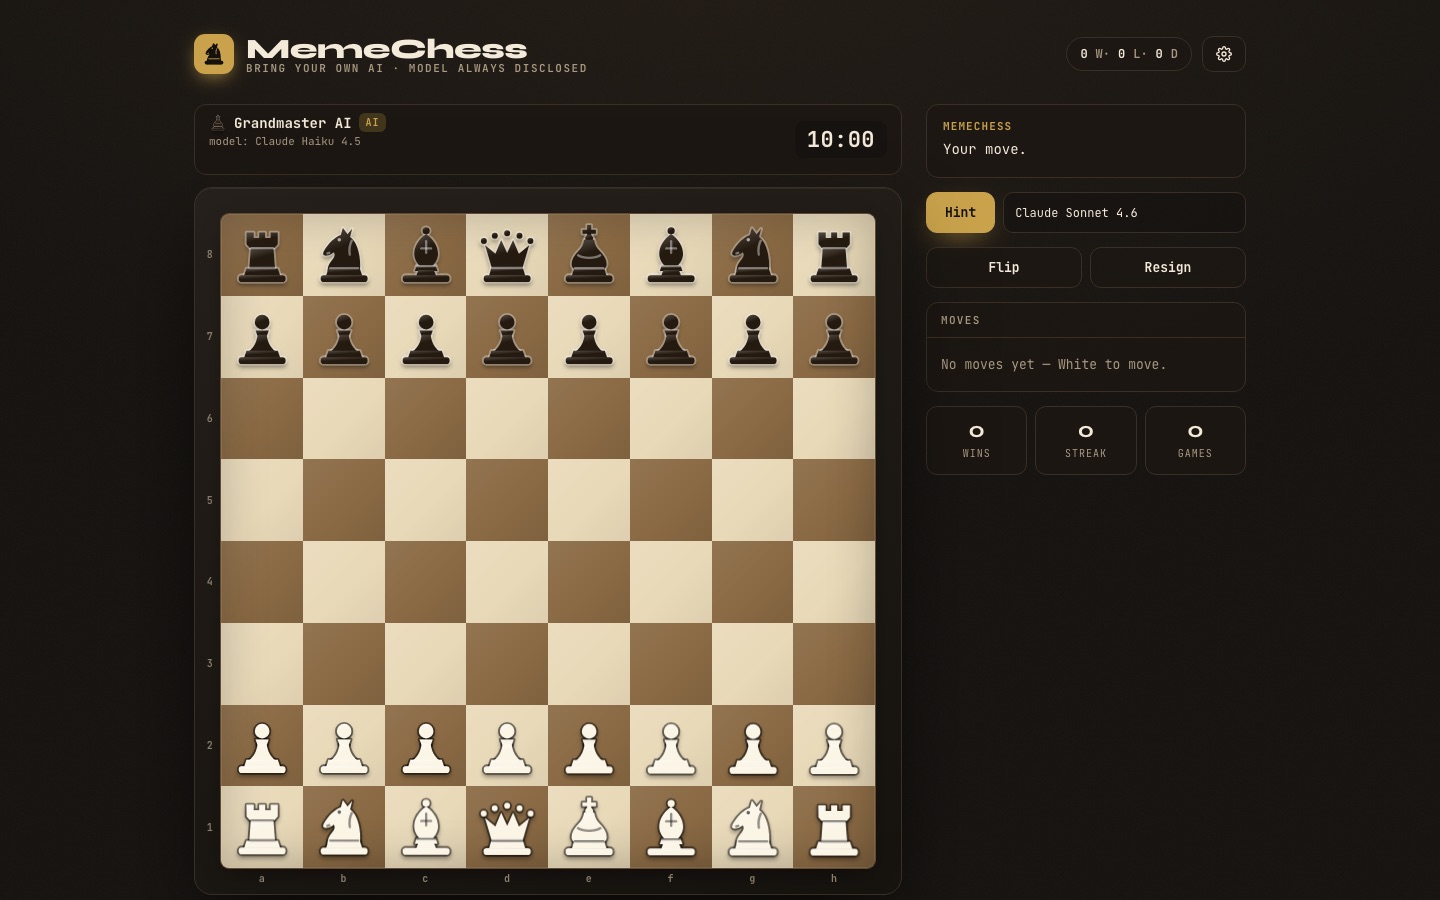 MemeChess
BRING YOUR OWN AI · MODEL ALWAYS DISCLOSED
0 W· 0 L· 0 D
Grandmaster AI AI
model: Claude Haiku 4.5
10:00
MEMECHESS
Your move.
Hint
Claude Sonnet 4.6
Flip
Resign
MOVES
No moves yet — White to move.
0
WINS
0
STREAK
0
GAMES
8
7
6
5
4
3
2
1
a b c d e f g h